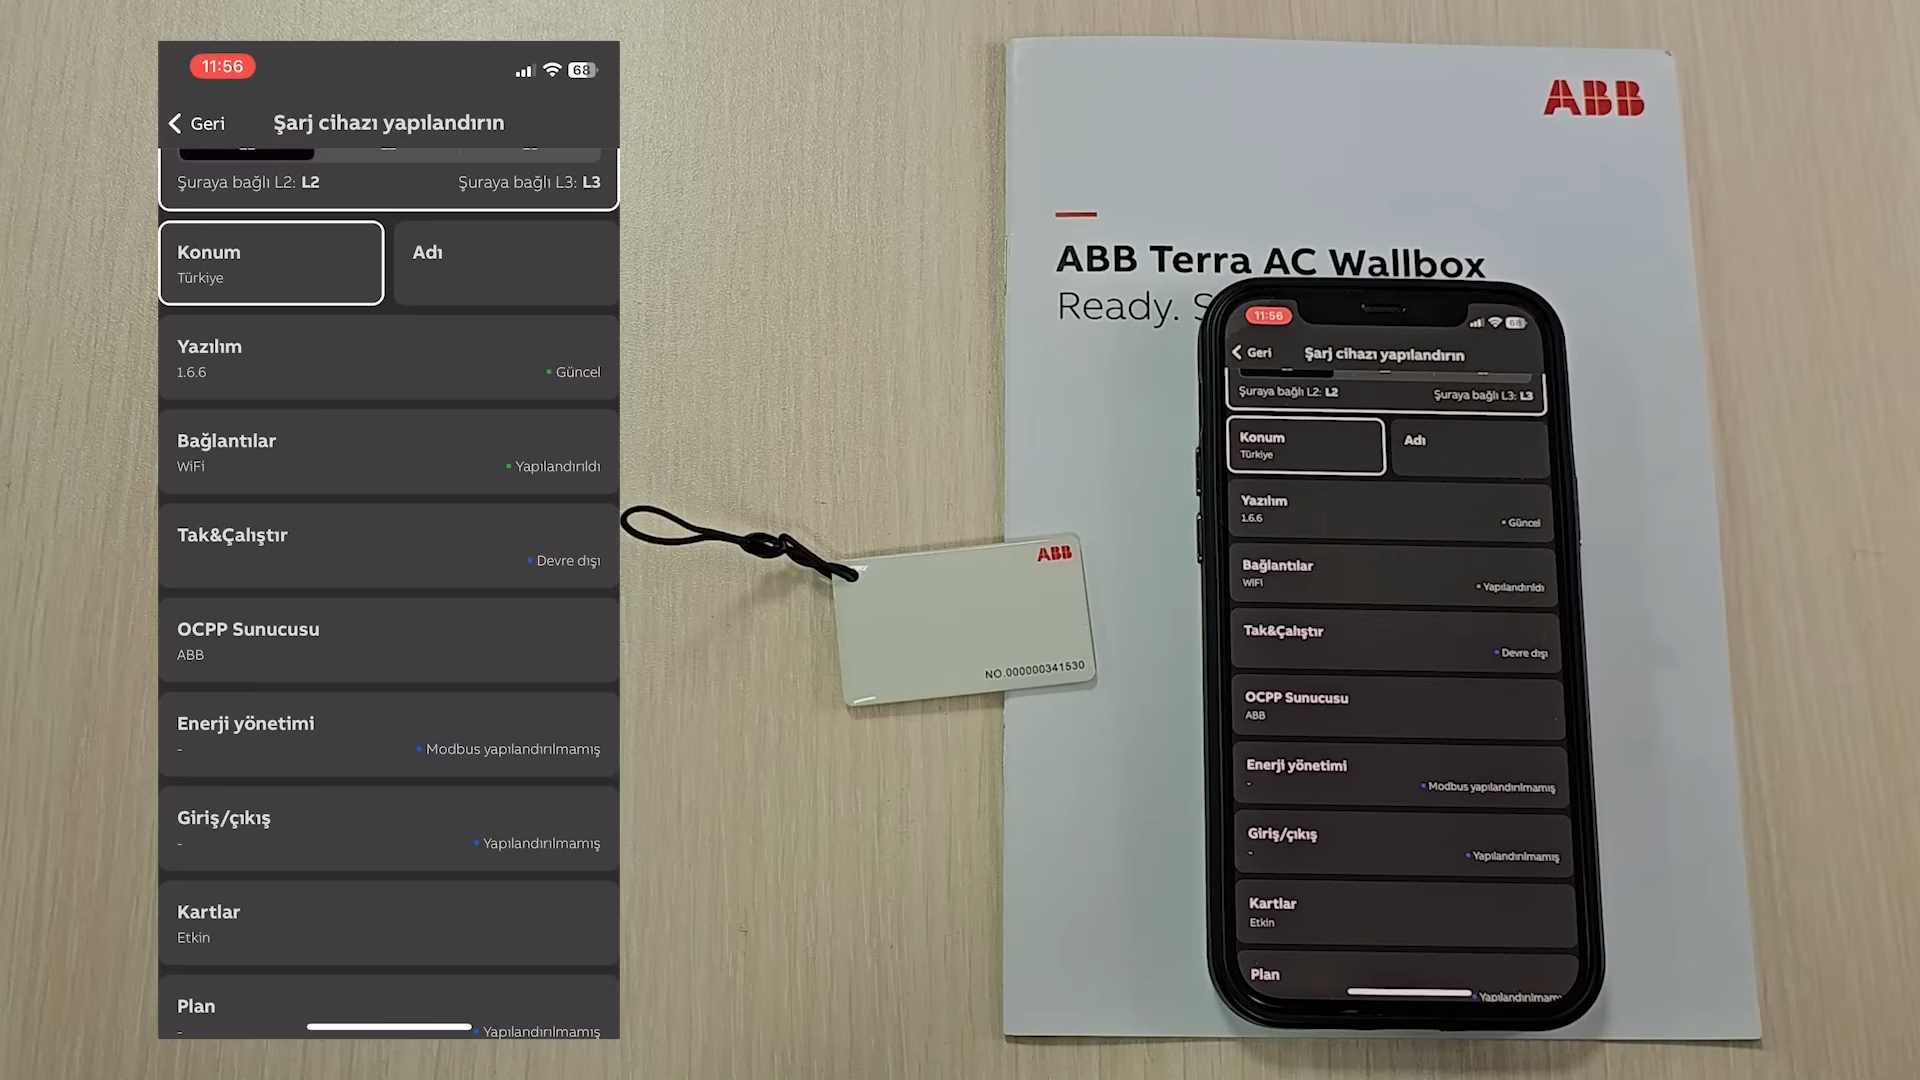 11:56
68
Geri
Şarj cihazı yapılandırın
Şuraya bağlı L2: L2
Şuraya bağlı L3: L3
Konum
Türkiye
Adı
Yazılım
1.6.6
Güncel
Bağlantılar
WiFi
Yapılandırıldı
Tak&Çalıştır
Devre dışı
OCPP Sunucusu
ABB
Enerji yönetimi
-
Modbus yapılandırılmamış
Giriş/çıkış
-
Yapılandırılmamış
Kartlar
Etkin
Plan
-
Yapılandırılmamış
ABB
NO.000000341530
ABB
ABB Terra AC Wallbox
Ready. S
11:56
68
Geri
Şarj cihazı yapılandırın
Şuraya bağlı L2: L2
Şuraya bağlı L3: L3
Konum
Türkiye
Adı
Yazılım
1.6.6
Güncel
Bağlantılar
WiFi
Yapılandırıldı
Tak&Çalıştır
Devre dışı
OCPP Sunucusu
ABB
Enerji yönetimi
-
Modbus yapılandırılmamış
Giriş/çıkış
-
Yapılandırılmamış
Kartlar
Etkin
Plan
Yapılandırılmamış